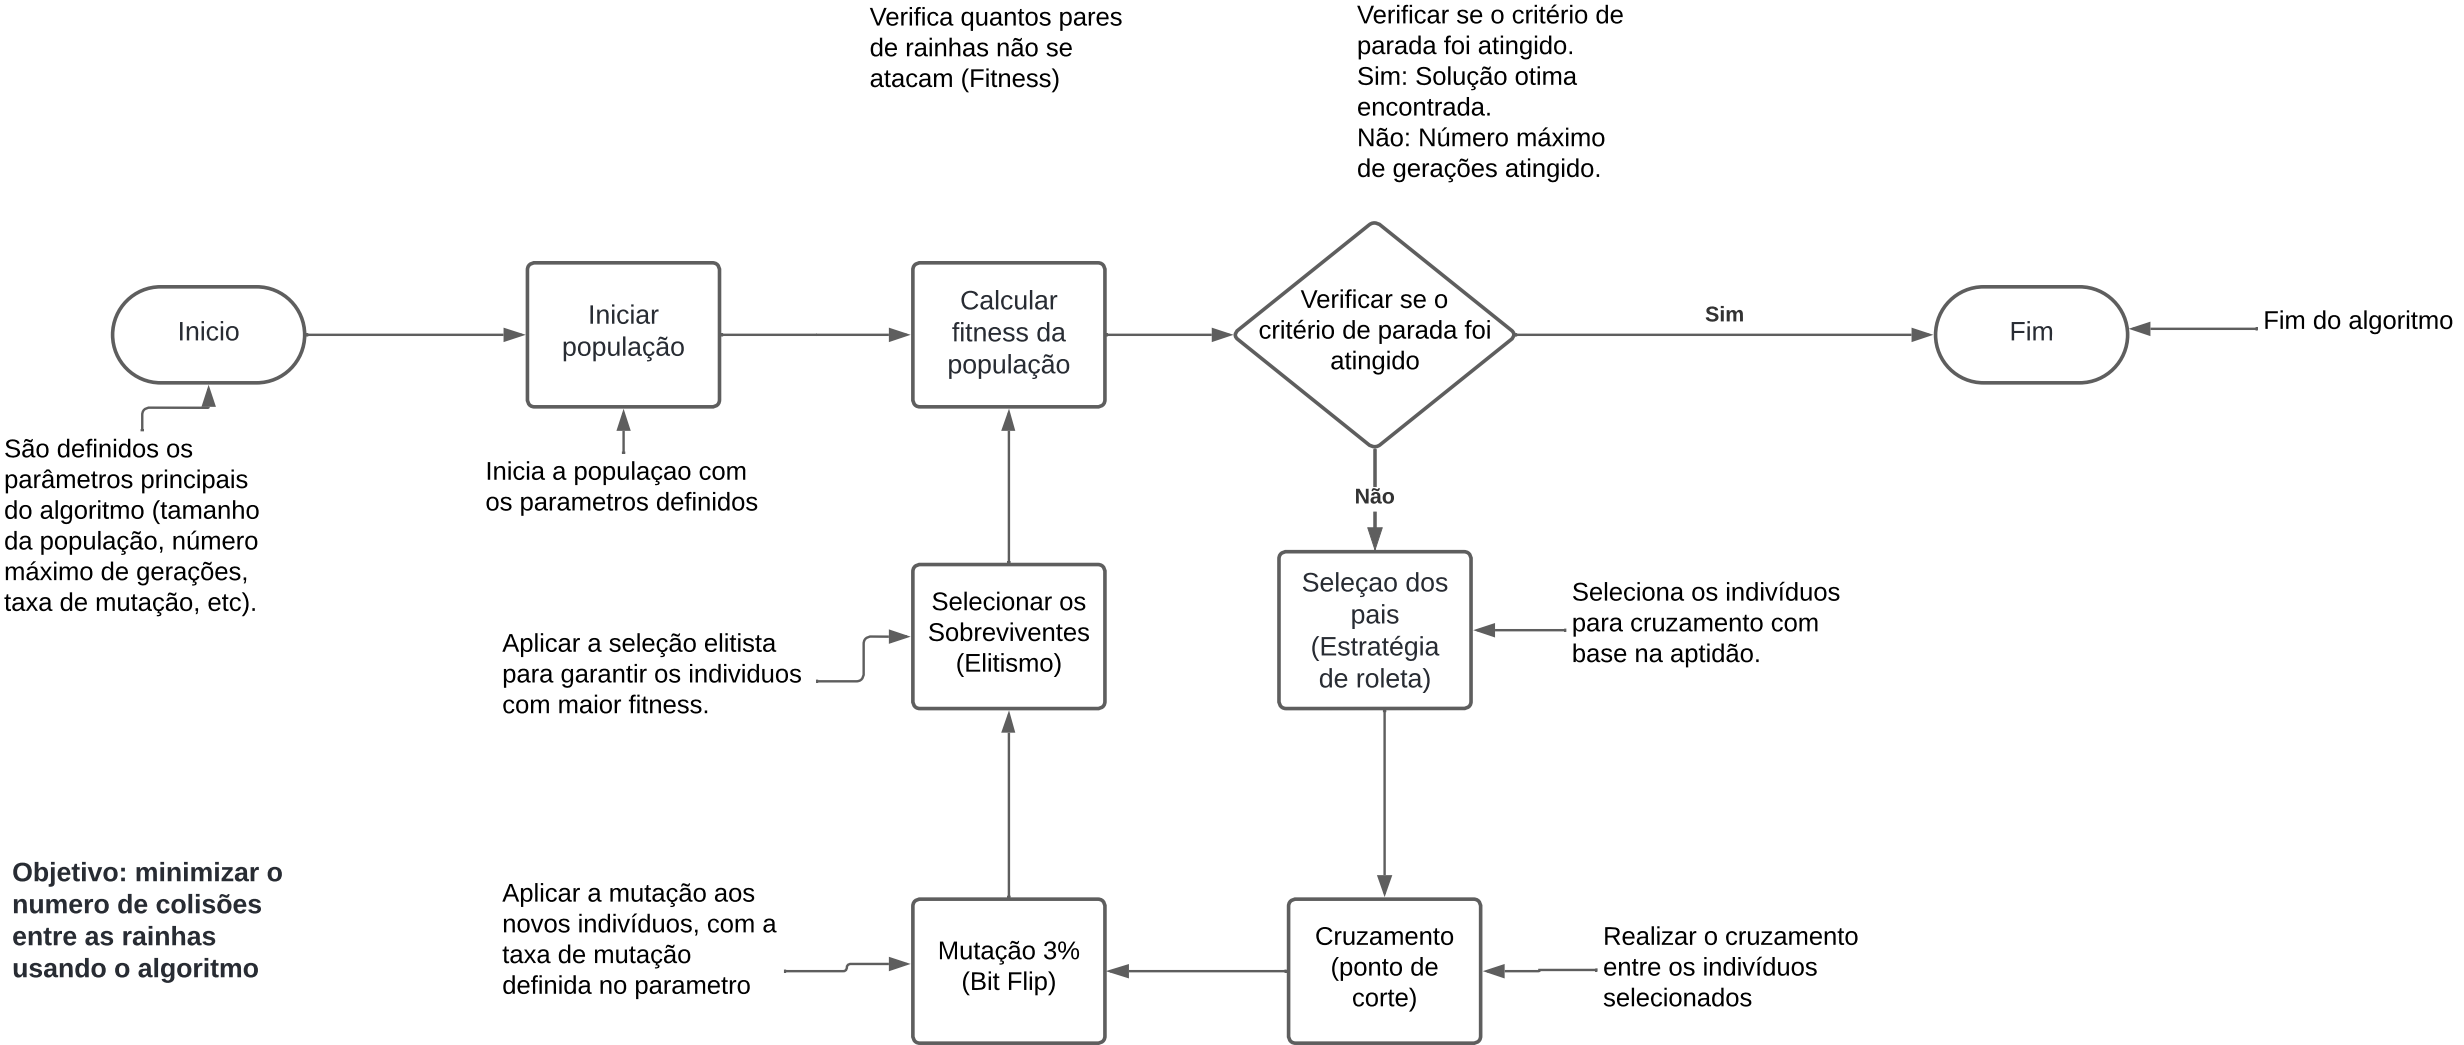 Verifica quantos pares
de rainhas não se
atacam (Fitness)
Verificar se o critério de
parada foi atingido.
Sim: Solução otima
encontrada.
Não: Número máximo
de gerações atingido.
Inicio
Iniciar
população
Calcular
fitness da
população
Verificar se o
critério de parada foi
atingido
Sim
Fim
Fim do algoritmo
São definidos os
parâmetros principais
do algoritmo (tamanho
da população, número
máximo de gerações,
taxa de mutação, etc).
Inicia a populaçao com
os parametros definidos
Não
Seleçao dos
pais
(Estratégia
de roleta)
Seleciona os indivíduos
para cruzamento com
base na aptidão.
Selecionar os
Sobreviventes
(Elitismo)
Aplicar a seleção elitista
para garantir os individuos
com maior fitness.
Objetivo: minimizar o
numero de colisões
entre as rainhas
usando o algoritmo
Aplicar a mutação aos
novos indivíduos, com a
taxa de mutação
definida no parametro
Mutação 3%
(Bit Flip)
Cruzamento
(ponto de
corte)
Realizar o cruzamento
entre os indivíduos
selecionados